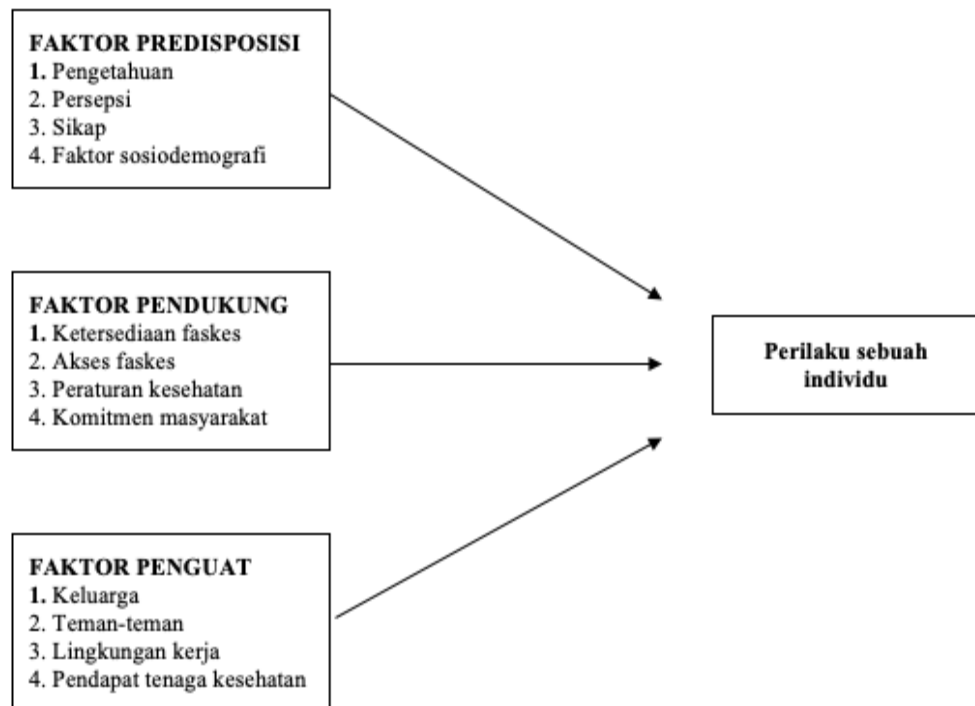 FAKTOR PREDISPOSISI
1. Pengetahuan
2. Persepsi
3. Sikap
4. Faktor sosiodemografi
FAKTOR PENDUKUNG
1. Ketersediaan faskes
2. Akses faskes
3. Peraturan kesehatan
4. Komitmen masyarakat
Perilaku sebuah
individu
FAKTOR PENGUAT
1. Keluarga
2. Teman-teman
3. Lingkungan kerja
4. Pendapat tenaga kesehatan